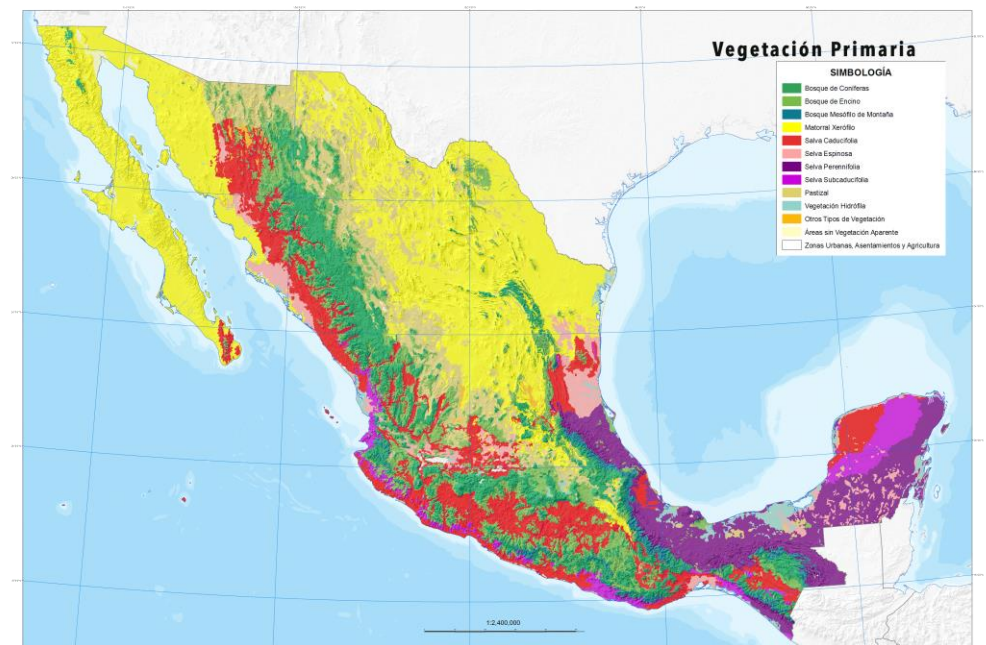 Vegetación Primaria
SIMBOLOGÍA
Bosque de Coníferas
Bosque de Encino
Bosque Mesófilo de Montaña
Matorral Xerófilo
Selva Caducifolia
Selva Espinosa
Selva Perennifolia
Selva Subcaducifolia
Pastizal
Vegetación Hidrófila
Otros Tipos de Vegetación
Áreas sin Vegetación Aparente
Zonas Urbanas, Asentamientos y Agricultura
1:2,400,000